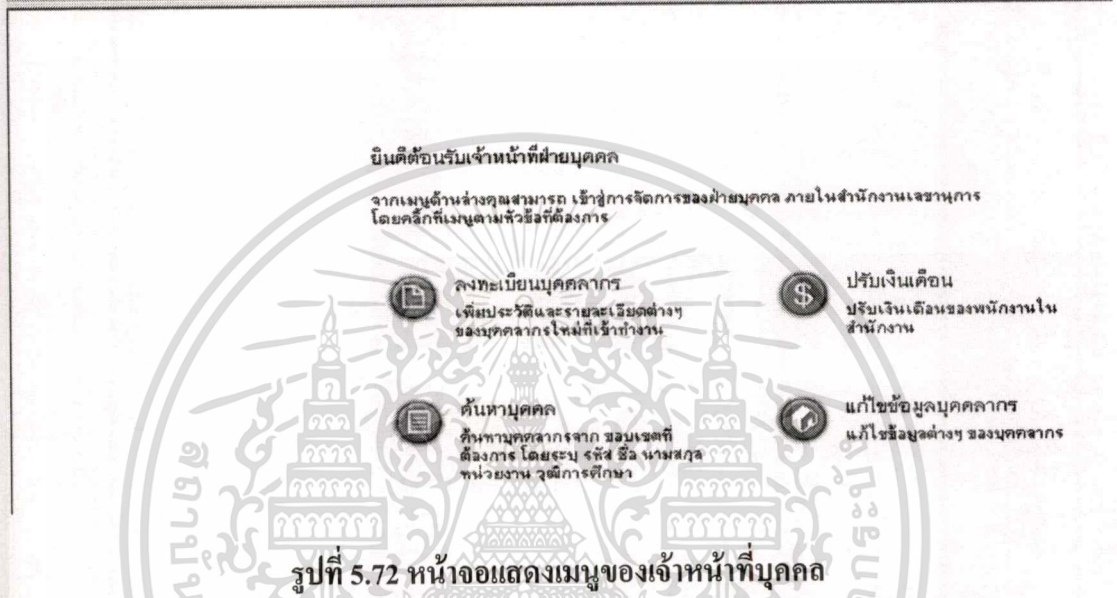 ยินดีต้อนรับเจ้าหน้าที่ฝ่ายบุคคล
จากเมนูด้านล่างคุณสามารถ เข้าสู่การจัดการของฝ่ายบุคคล ภายในสำนักงานเลขานุการ
โดยคลิ๊กที่เมนูตามหัวข้อที่ต้องการ
ลงทะเบียนบุคคลากร
เพิ่มประวัติและรายละเอียดต่างๆ
ของบุคคลากรใหม่ที่เข้าทำงาน
ปรับเงินเดือน
ปรับเงินเดือนของพนักงานใน
สำนักงาน
ค้นหาบุคคล
ค้นหาบุคคลากรจาก ขอบเขตที่
ต้องการ โดยระบุ รหัส ชื่อ นามสกุล
หน่วยงาน วุฒิการศึกษา
แก้ไขข้อมูลบุคคลากร
แก้ไขข้อมูลต่างๆ ของบุคคลากร
รูปที่ 5.72 หน้าจอแสดงเมนูของเจ้าหน้าที่บุคคล